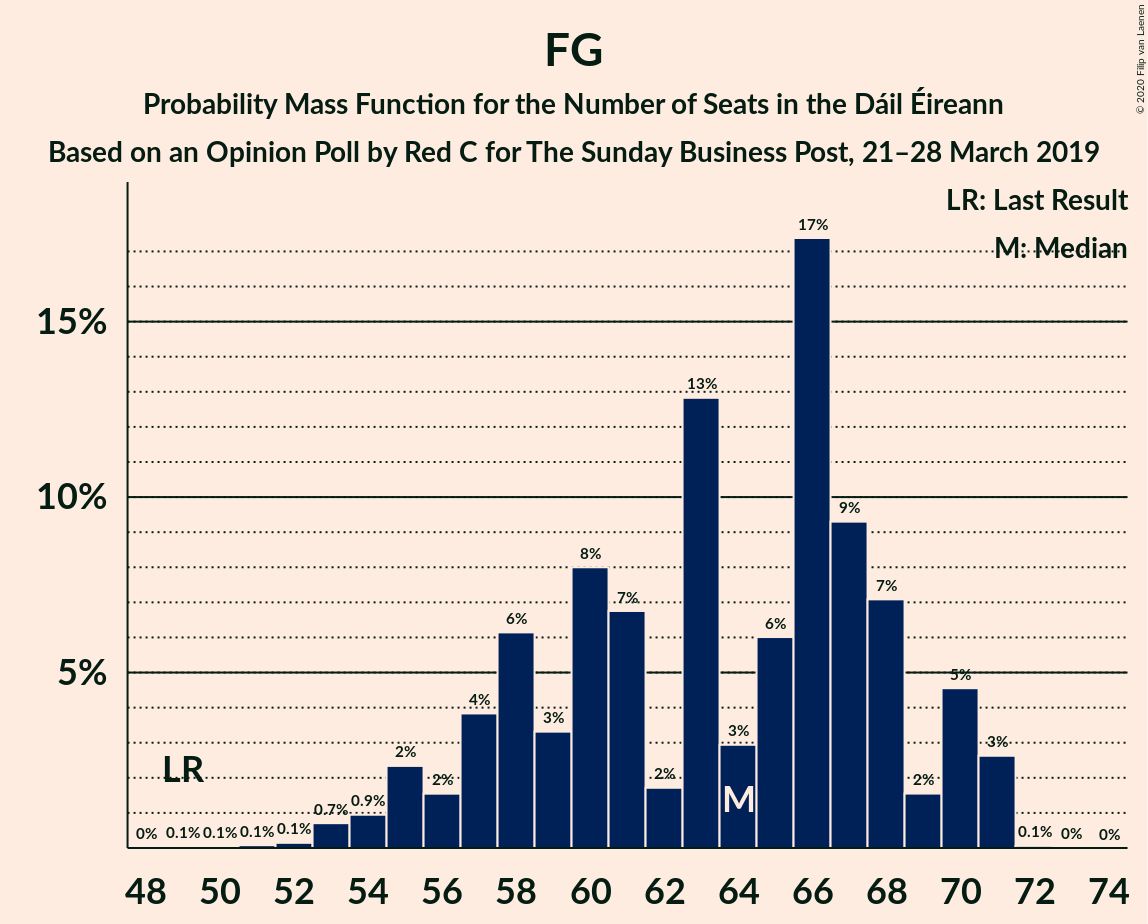 FG
Probability Mass Function for the Number of Seats in the Dáil Éireann
Based on an Opinion Poll by Red C for The Sunday Business Post, 21–28 March 2019
© 2020 Filip van Laenen
LR: Last Result
M: Median
15%
10%
5%
LR
M
0% 0.1% 0.1% 0.1% 0.1% 0.7% 0.9% 2% 2% 4% 6% 3% 8% 7% 2% 13% 3% 6% 17% 9% 7% 2% 5% 3% 0.1% 0% 0%
48 50 52 54 56 58 60 62 64 66 68 70 72 74